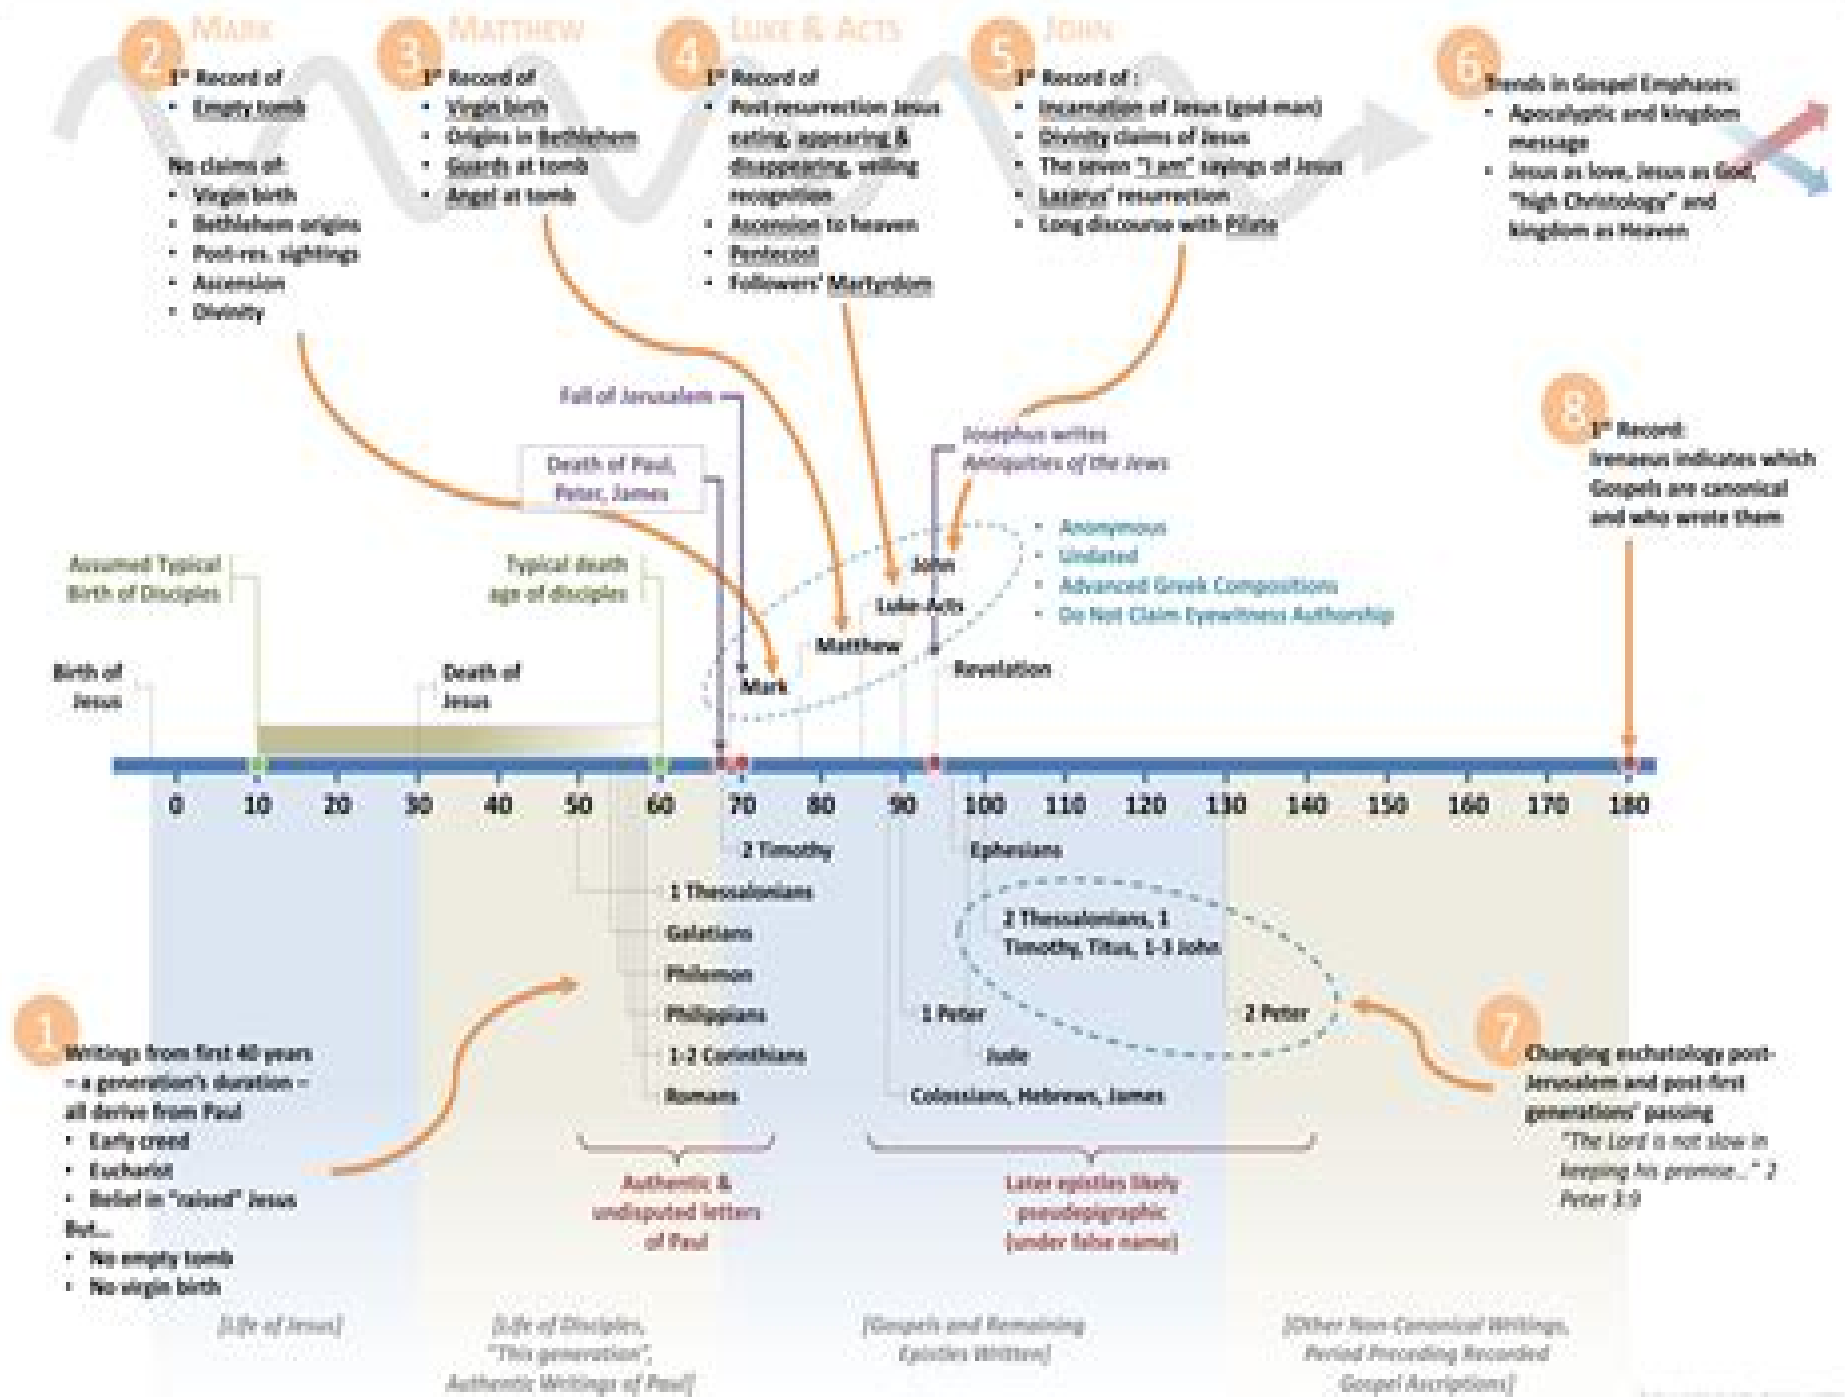 2 MARK
1st Record of
• Empty tomb
No claims of:
• Virgin birth
• Bethlehem origins
• Post-res. sightings
• Ascension
• Divinity
3 MATTHEW
1st Record of
• Virgin birth
• Origins in Bethlehem
• Guards at tomb
• Angel at tomb
4 LUKE & ACTS
1st Record of
• Post-resurrection Jesus
eating, appearing &
disappearing, veiling
recognition
• Ascension to heaven
• Pentecost
• Followers' Martyrdom
5 JOHN
1st Record of :
• Incarnation of Jesus (god-man)
• Divinity claims of Jesus
• The seven "I am" sayings of Jesus
• Lazarus' resurrection
• Long discourse with Pilate
6
Trends in Gospel Emphases:
• Apocalyptic and kingdom
message
• Jesus as love, Jesus as God,
"high Christology" and
kingdom as Heaven
Fall of Jerusalem
Death of Paul,
Peter, James
Josephus writes
Antiquities of the Jews
8
1st Record:
Irenaeus indicates which
Gospels are canonical
and who wrote them
• Anonymous
• Undated
• Advanced Greek Compositions
• Do Not Claim Eyewitness Authorship
Assumed Typical
Birth of Disciples
Typical death
age of disciples
John
Luke-Acts
Matthew
Mark
Revelation
Birth of
Jesus
Death of
Jesus
0 10 20 30 40 50 60 70 80 90 100 110 120 130 140 150 160 170 180
2 Timothy
1 Thessalonians
Galatians
Philemon
Philippians
1-2 Corinthians
Romans
Ephesians
2 Thessalonians, 1
Timothy, Titus, 1-3 John
1 Peter
2 Peter
Jude
Colossians, Hebrews, James
1
Writings from first 40 years
– a generation's duration –
all derive from Paul
• Early creed
• Eucharist
• Belief in "raised" Jesus
But...
• No empty tomb
• No virgin birth
Authentic &
undisputed letters
of Paul
Later epistles likely
pseudepigraphic
(under false name)
7
Changing eschatology post-
Jerusalem and post-first
generations' passing
"The Lord is not slow in
keeping his promise..." 2
Peter 3:9
[Life of Jesus]
[Life of Disciples,
"This generation",
Authentic Writings of Paul]
[Gospels and Remaining
Epistles Written]
[Other Non-Canonical Writings,
Period Preceding Recorded
Gospel Ascriptions]